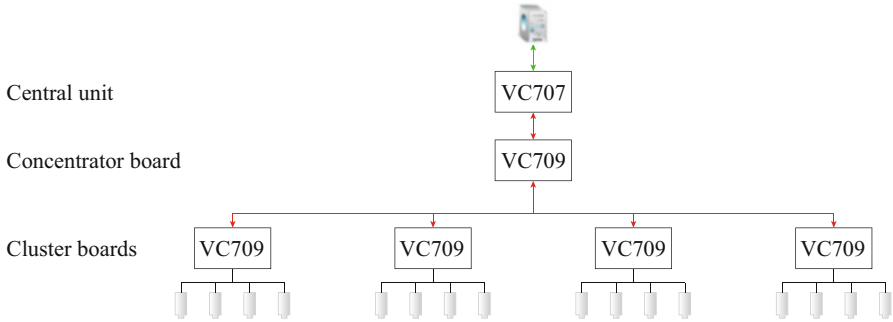 Central unit VC707
Concentrator board VC709
Cluster boards VC709 VC709 VC709 VC709